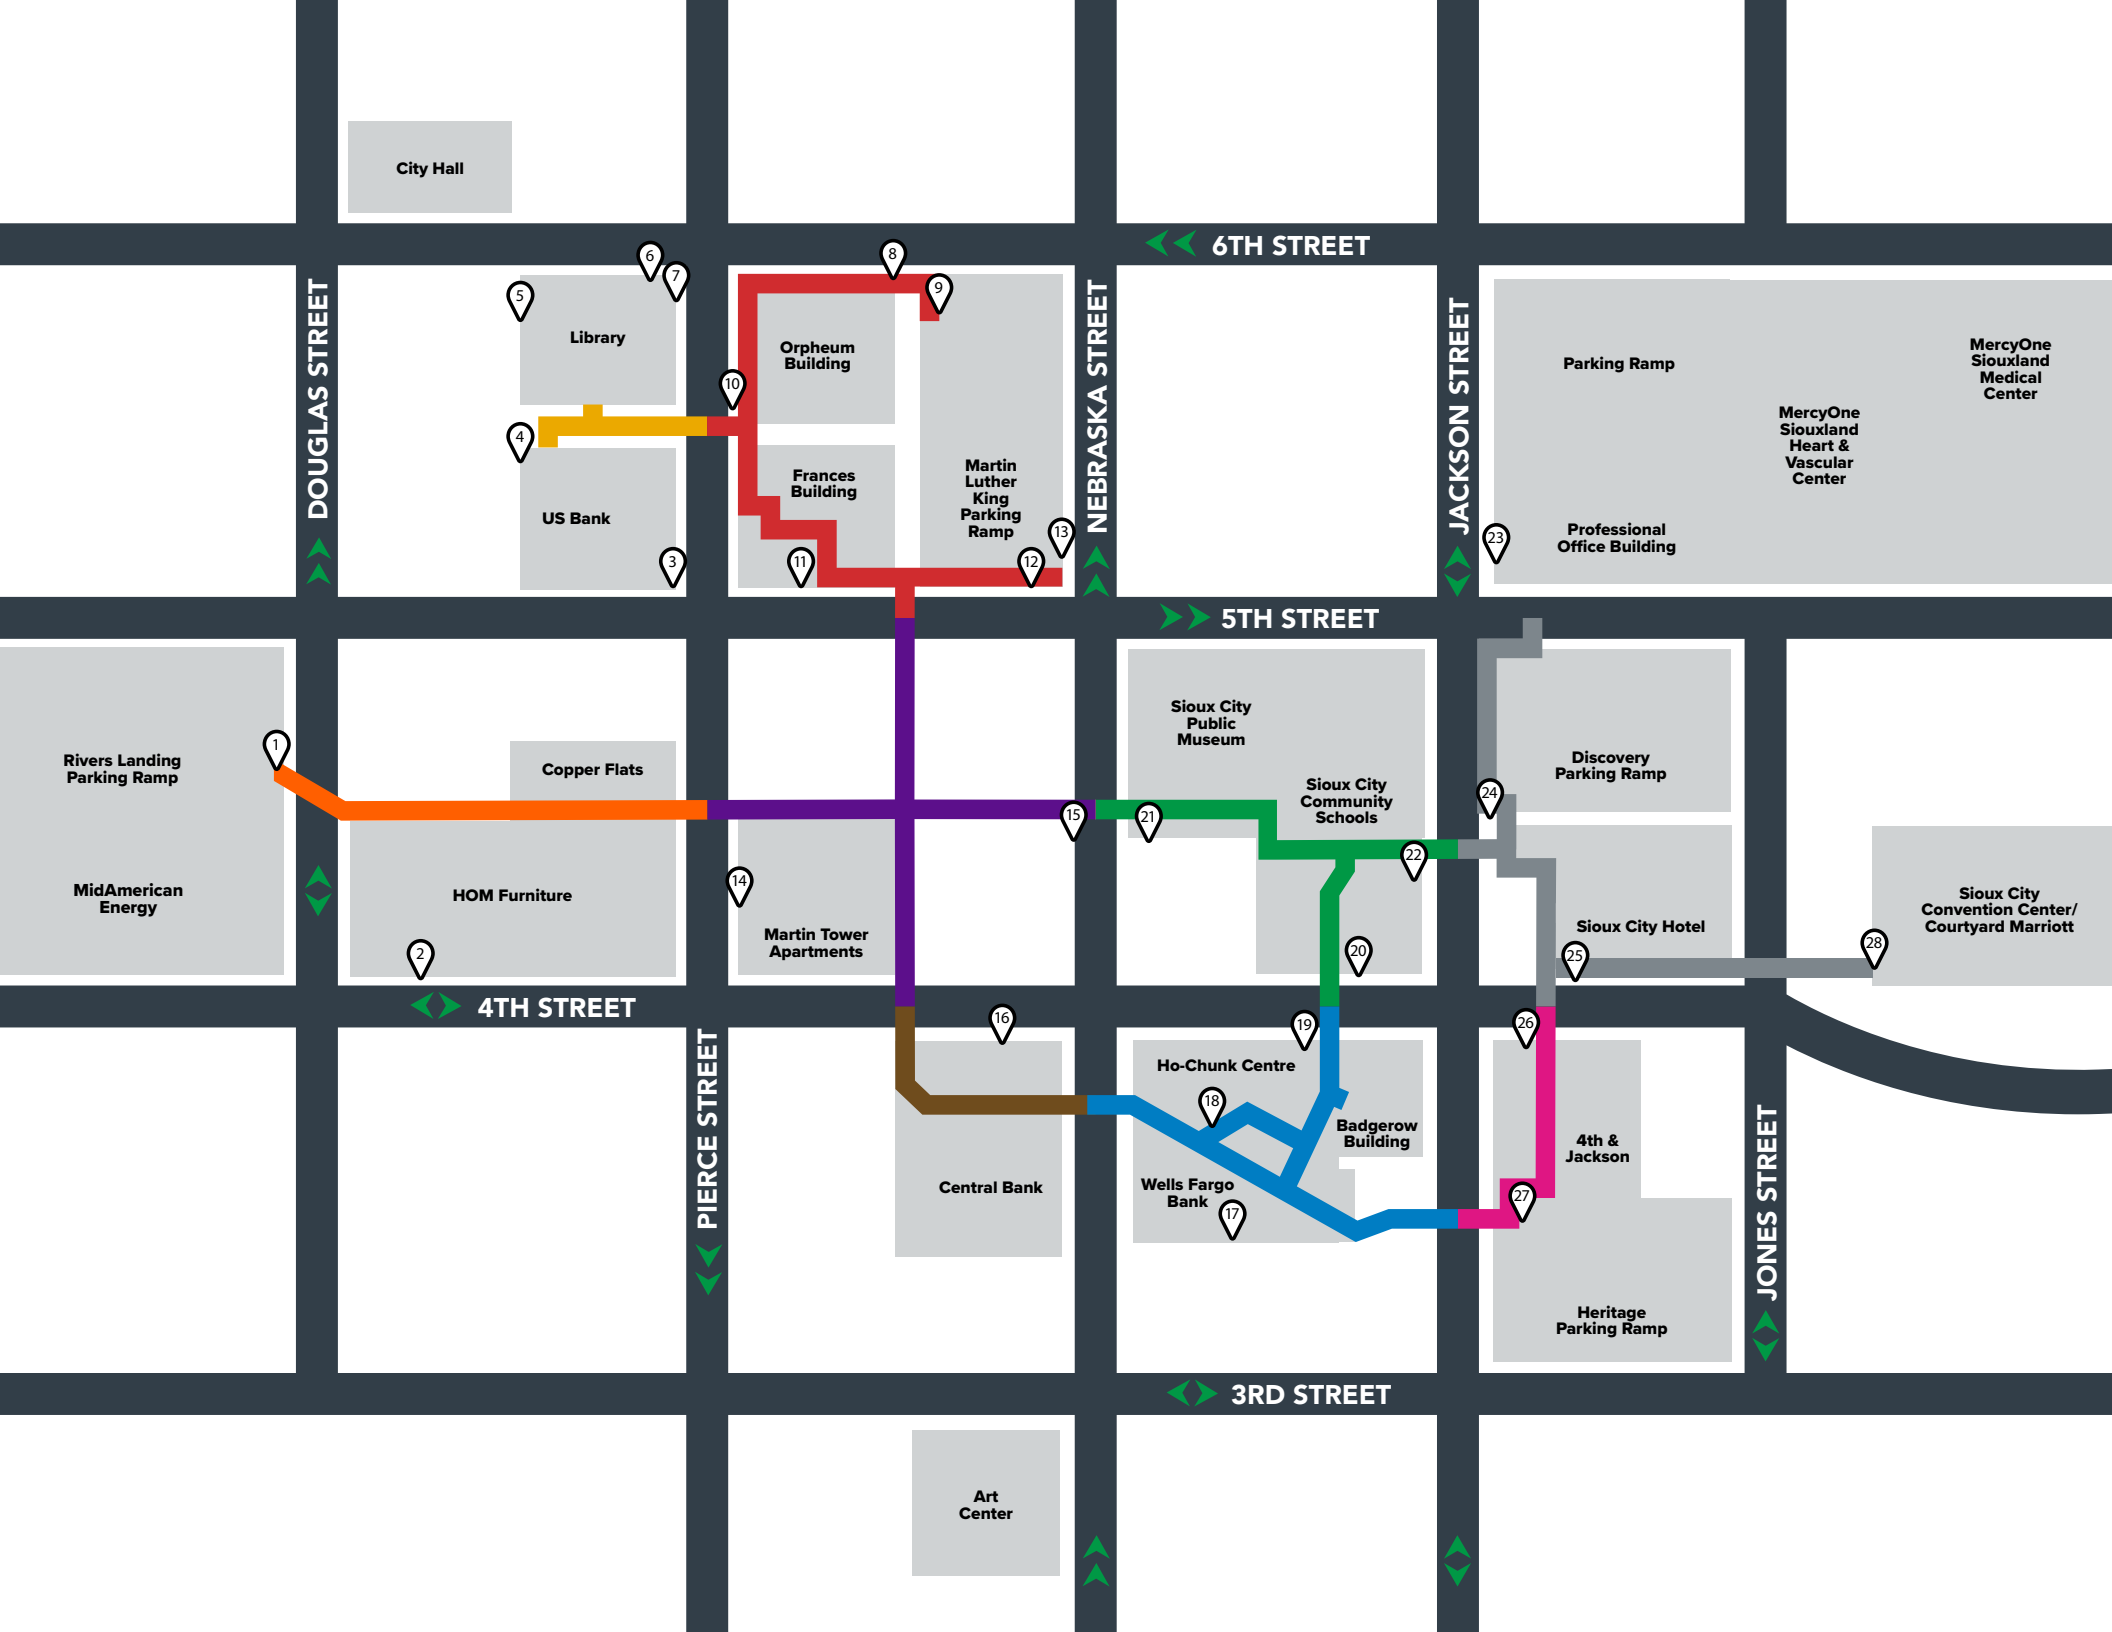 City Hall
6TH STREET
6
8
7
9
5
Library
DOUGLAS STREET
NEBRASKA STREET
JACKSON STREET
Orpheum
Building
Parking Ramp
MercyOne
Siouxland
Medical
Center
10
MercyOne
Siouxland
Heart &
Vascular
Center
4
Frances
Building
Martin
Luther
King
Parking
Ramp
US Bank
13
23
Professional
Office Building
3
11
12
5TH STREET
Sioux City
Public
Museum
1
Rivers Landing
Parking Ramp
Copper Flats
Discovery
Parking Ramp
Sioux City
Community
Schools
24
15
21
22
MidAmerican
Energy
HOM Furniture
14
Sioux City
Convention Center/
Courtyard Marriott
Martin Tower
Apartments
Sioux City Hotel
2
20
25
28
4TH STREET
16
19
26
PIERCE STREET
Ho-Chunk Centre
18
Badgerow
Building
4th &
Jackson
JONES STREET
Central Bank
Wells Fargo
Bank
17
27
Heritage
Parking Ramp
3RD STREET
Art
Center